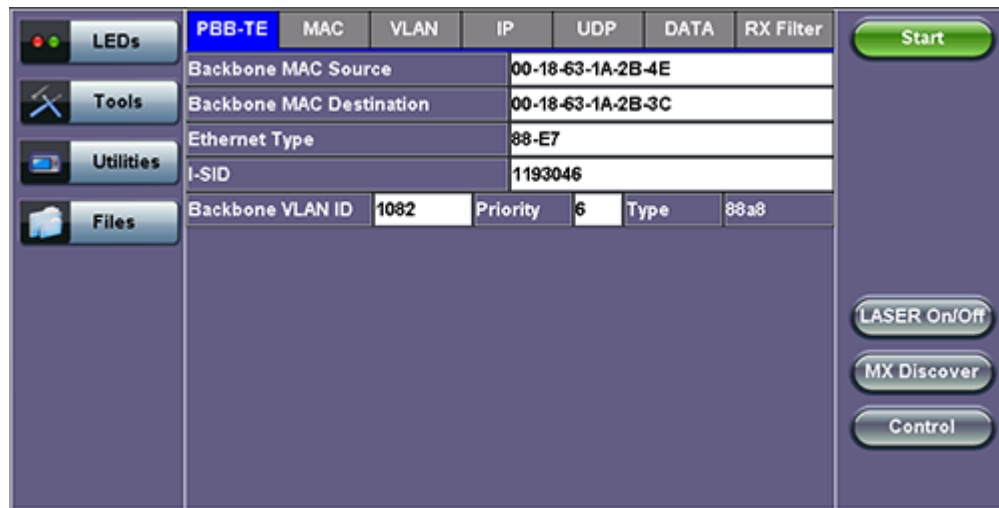 LEDs
Tools
Utilities
Files
PBB-TE MAC VLAN IP UDP DATA RX Filter
Backbone MAC Source 00-18-63-1A-2B-4E
Backbone MAC Destination 00-18-63-1A-2B-3C
Ethernet Type 88-E7
I-SID 1193046
Backbone VLAN ID 1082 Priority 6 Type 88a8
Start
LASER On/Off
MX Discover
Control